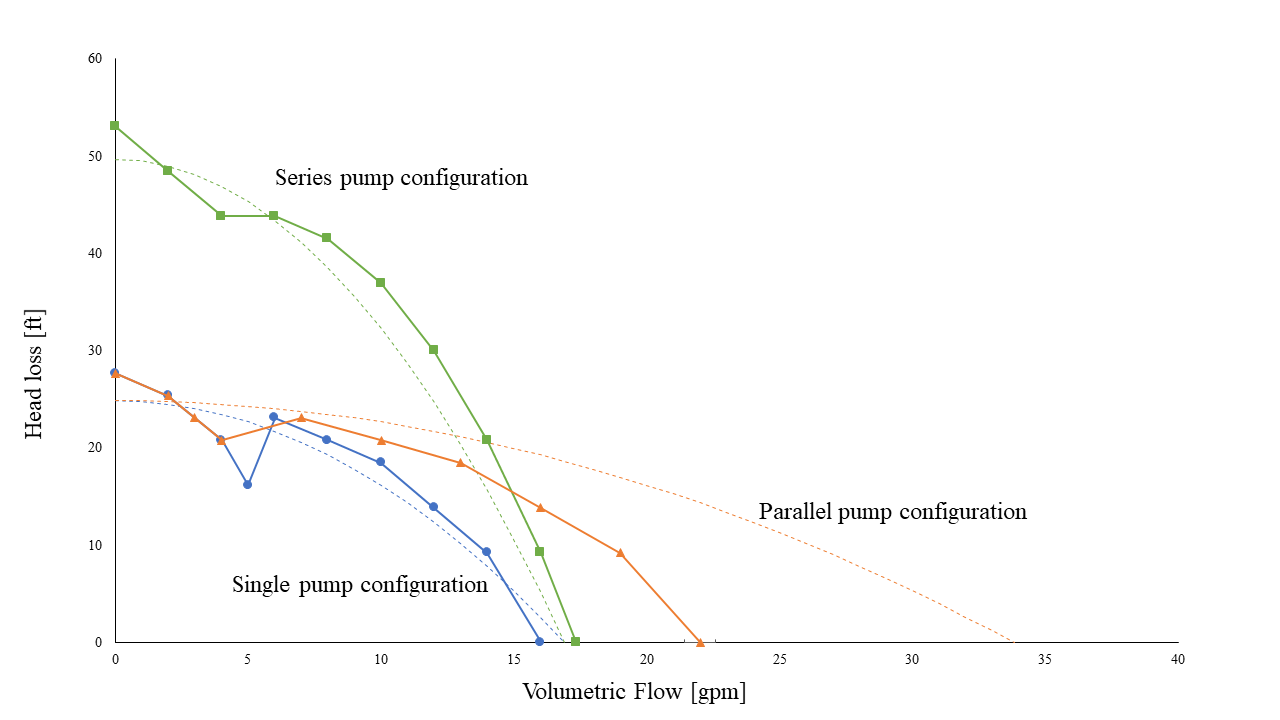 60
50
Series pump configuration
40
Head loss [ft]
30
20
Parallel pump configuration
10
Single pump configuration
0
0 5 10 15 20 25 30 35 40
Volumetric Flow [gpm]